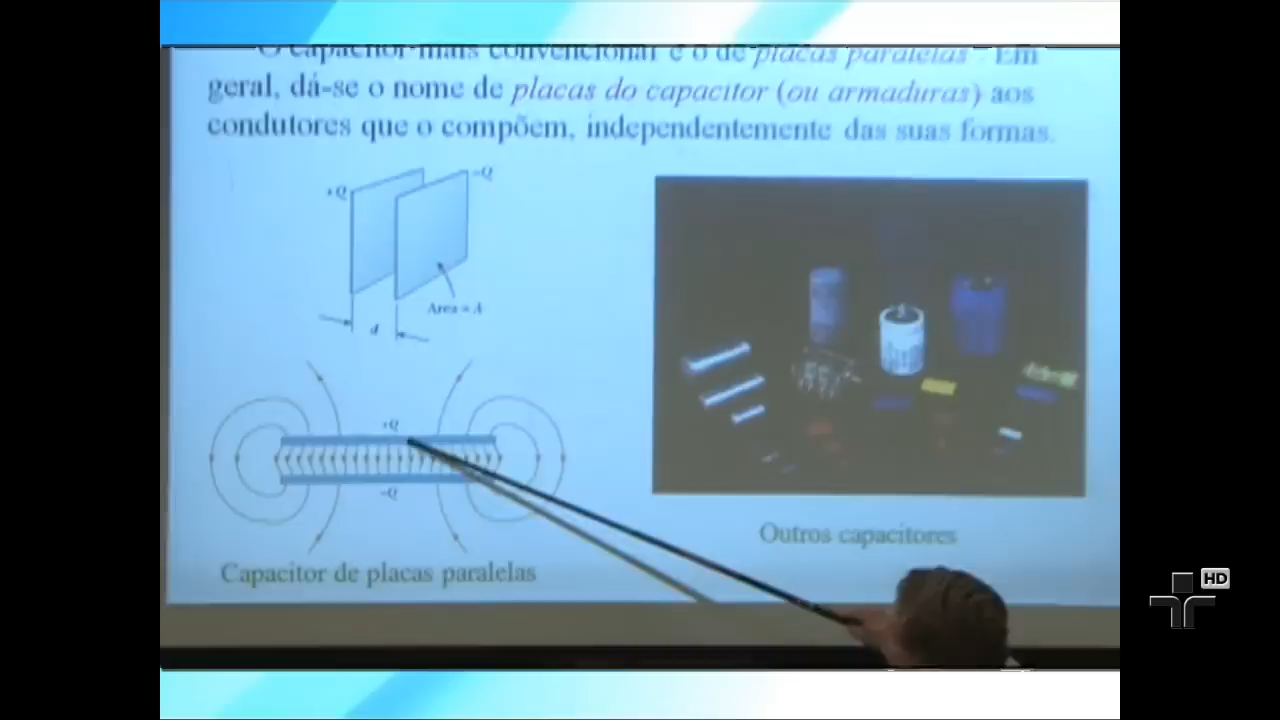 O capacitor mais convencional é o de placas paralelas . Em
geral, dá-se o nome de placas do capacitor (ou armaduras) aos
condutores que o compõem, independentemente das suas formas.
+Q
−Q
Area = A
d
+Q
−Q
Capacitor de placas paralelas
Outros capacitores
HD